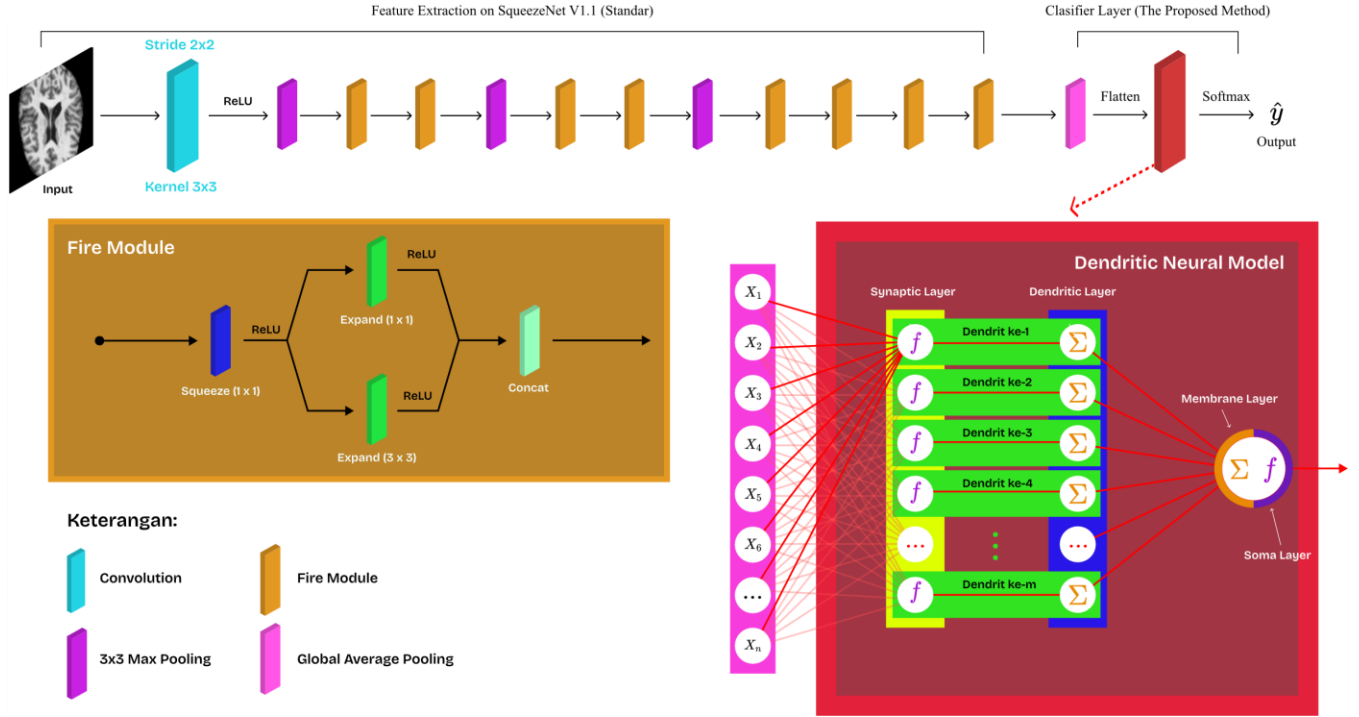 Feature Extraction on SqueezeNet V1.1 (Standar)
Clasifier Layer (The Proposed Method)
Stride 2x2
ReLU
Kernel 3x3
Input
Flatten
Softmax
ŷ
Output
Fire Module
ReLU
Squeeze (1 x 1)
ReLU
Expand (1 x 1)
ReLU
Expand (3 x 3)
Concat
Keterangan:
Convolution
Fire Module
3x3 Max Pooling
Global Average Pooling
Dendritic Neural Model
Synaptic Layer
Dendritic Layer
X1
X2
X3
X4
X5
X6
...
Xn
f Dendrit ke-1 Σ
f Dendrit ke-2 Σ
f Dendrit ke-3 Σ
f Dendrit ke-4 Σ
... ...
f Dendrit ke-m Σ
Membrane Layer
Σ f
Soma Layer